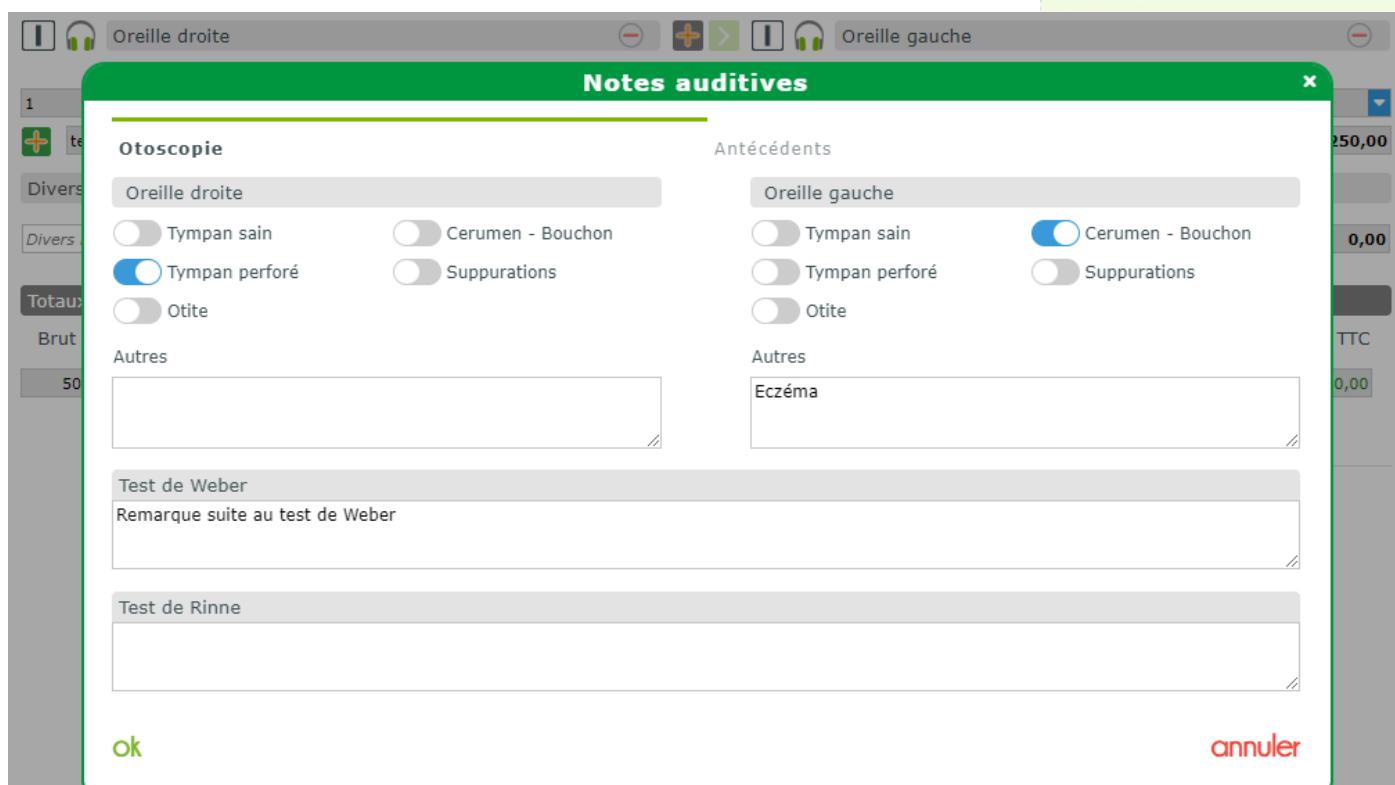 Oreille droite
Oreille gauche
Notes auditives
1
Otoscopie
Antécédents
250,00
Divers
Oreille droite
Oreille gauche
Tympan sain
Cerumen - Bouchon
Tympan sain
Cerumen - Bouchon
Divers
0,00
Tympan perforé
Suppurations
Tympan perforé
Suppurations
Otite
Otite
Brut
TTC
Autres
Autres
50
0,00
Eczéma
Test de Weber
Remarque suite au test de Weber
Test de Rinne
ok
annuler